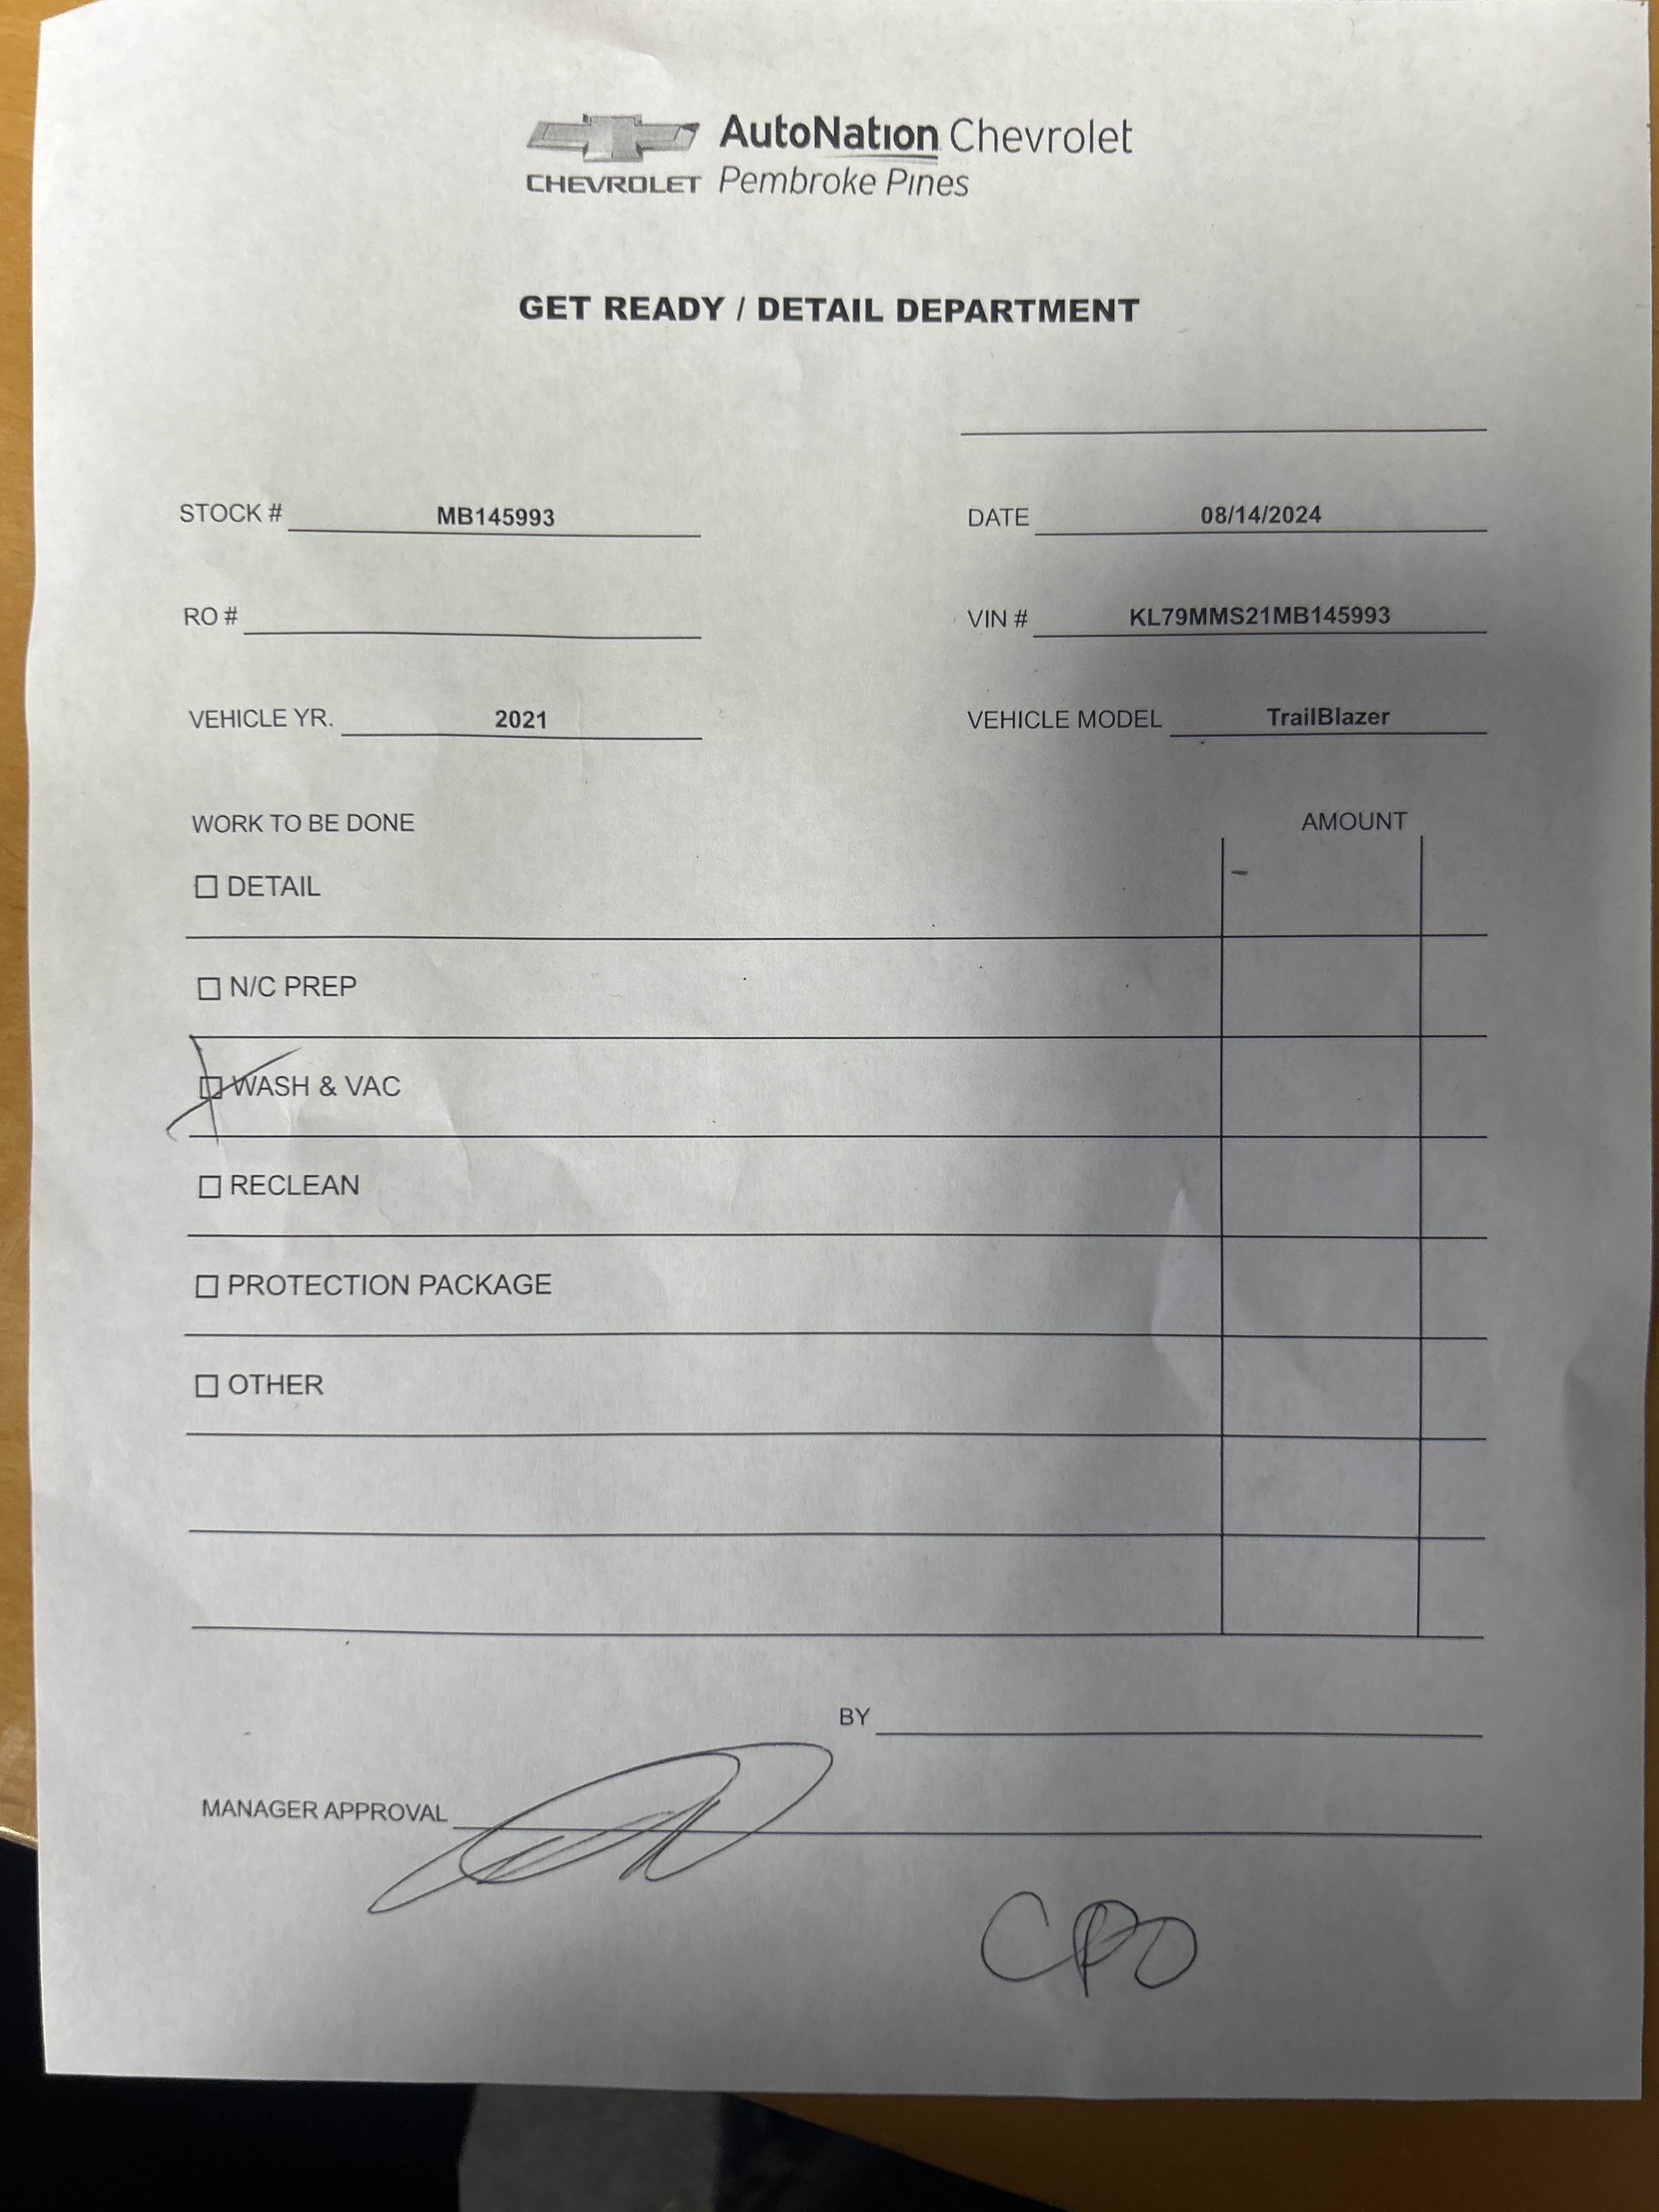 AutoNation Chevrolet
CHEVROLET Pembroke Pines
GET READY / DETAIL DEPARTMENT
STOCK # MB145993 DATE 08/14/2024
RO # VIN # KL79MMS21MB145993
VEHICLE YR. 2021 VEHICLE MODEL TrailBlazer
WORK TO BE DONE AMOUNT
DETAIL
N/C PREP
WASH & VAC
RECLEAN
PROTECTION PACKAGE
OTHER
BY
MANAGER APPROVAL
CPO